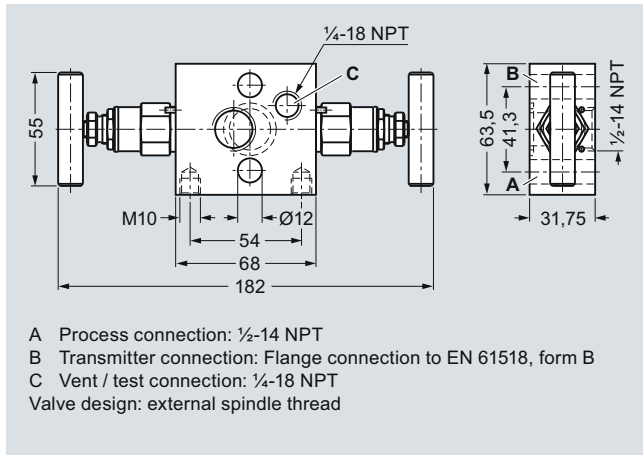 ¼-18 NPT
C
55
M10
Ø12
54
68
182
B
A
63,5
41,3
½-14 NPT
31,75
A Process connection: ½-14 NPT
B Transmitter connection: Flange connection to EN 61518, form B
C Vent / test connection: ¼-18 NPT
Valve design: external spindle thread